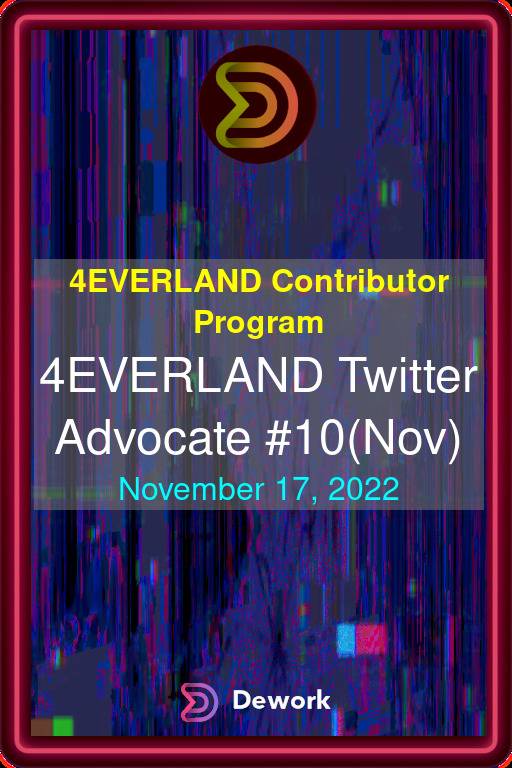 4EVERLAND Contributor
Program
4EVERLAND Twitter
Advocate #10(Nov)
November 17, 2022
Dework